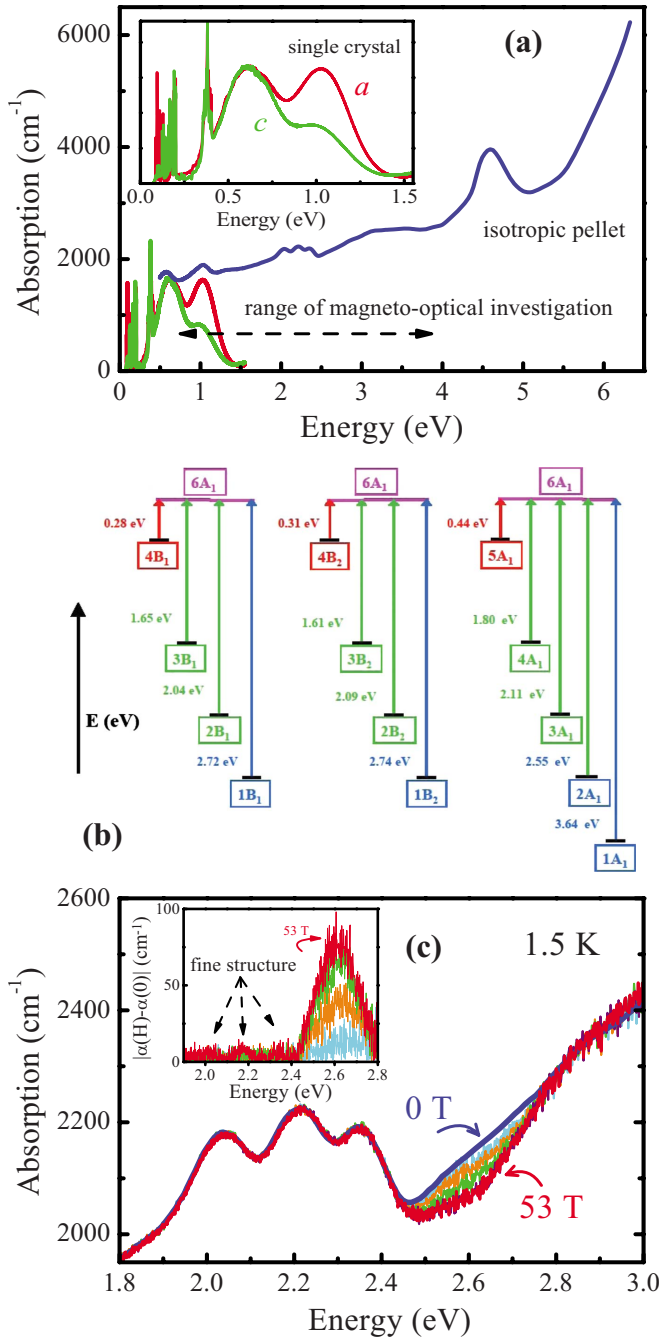 6000
4000
2000
0
Absorption (cm⁻¹)
single crystal
a
c
0.0 0.5 1.0 1.5
Energy (eV)
(a)
isotropic pellet
range of magneto-optical investigation
0 1 2 3 4 5 6
Energy (eV)
6A₁ 6A₁ 6A₁
0.28 eV 0.31 eV 0.44 eV
4B₁ 4B₂ 5A₁
1.65 eV 1.61 eV 1.80 eV
3B₁ 3B₂ 4A₁
2.04 eV 2.09 eV 2.11 eV
E (eV)
2B₁ 2B₂ 3A₁
2.72 eV 2.74 eV 2.55 eV
1B₁ 1B₂ 2A₁
3.64 eV
1A₁
(b)
2600
2400
2200
2000
Absorption (cm⁻¹)
100
50
0
|α(H)-α(0)| (cm⁻¹)
53 T
fine structure
2.0 2.2 2.4 2.6 2.8
Energy (eV)
(c)
1.5 K
0 T
53 T
1.8 2.0 2.2 2.4 2.6 2.8 3.0
Energy (eV)